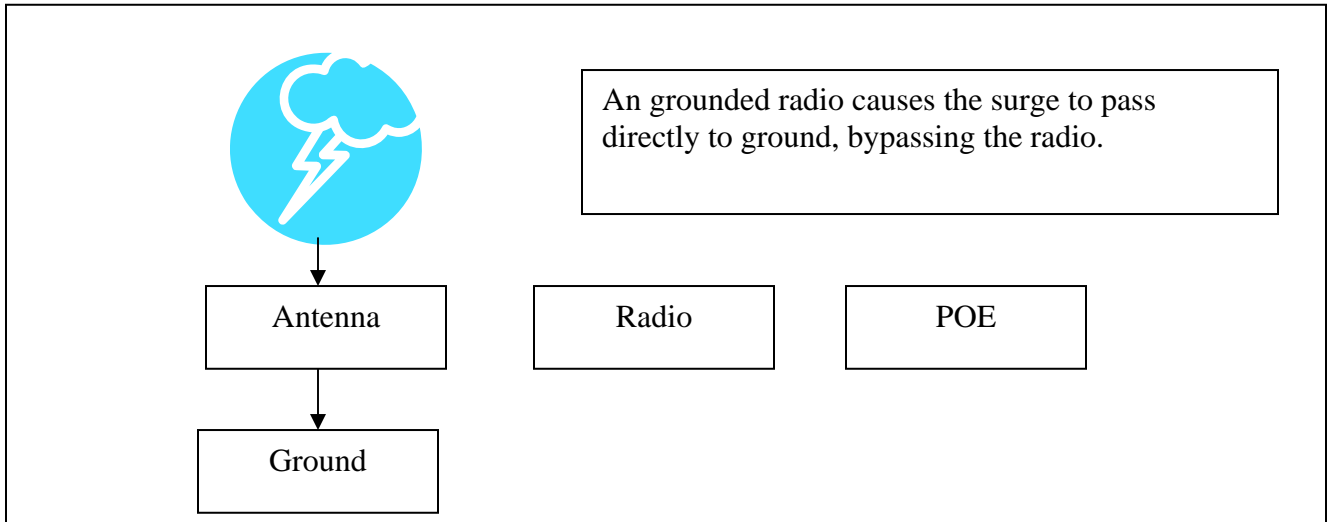 An grounded radio causes the surge to pass
directly to ground, bypassing the radio.
Antenna
Radio
POE
Ground